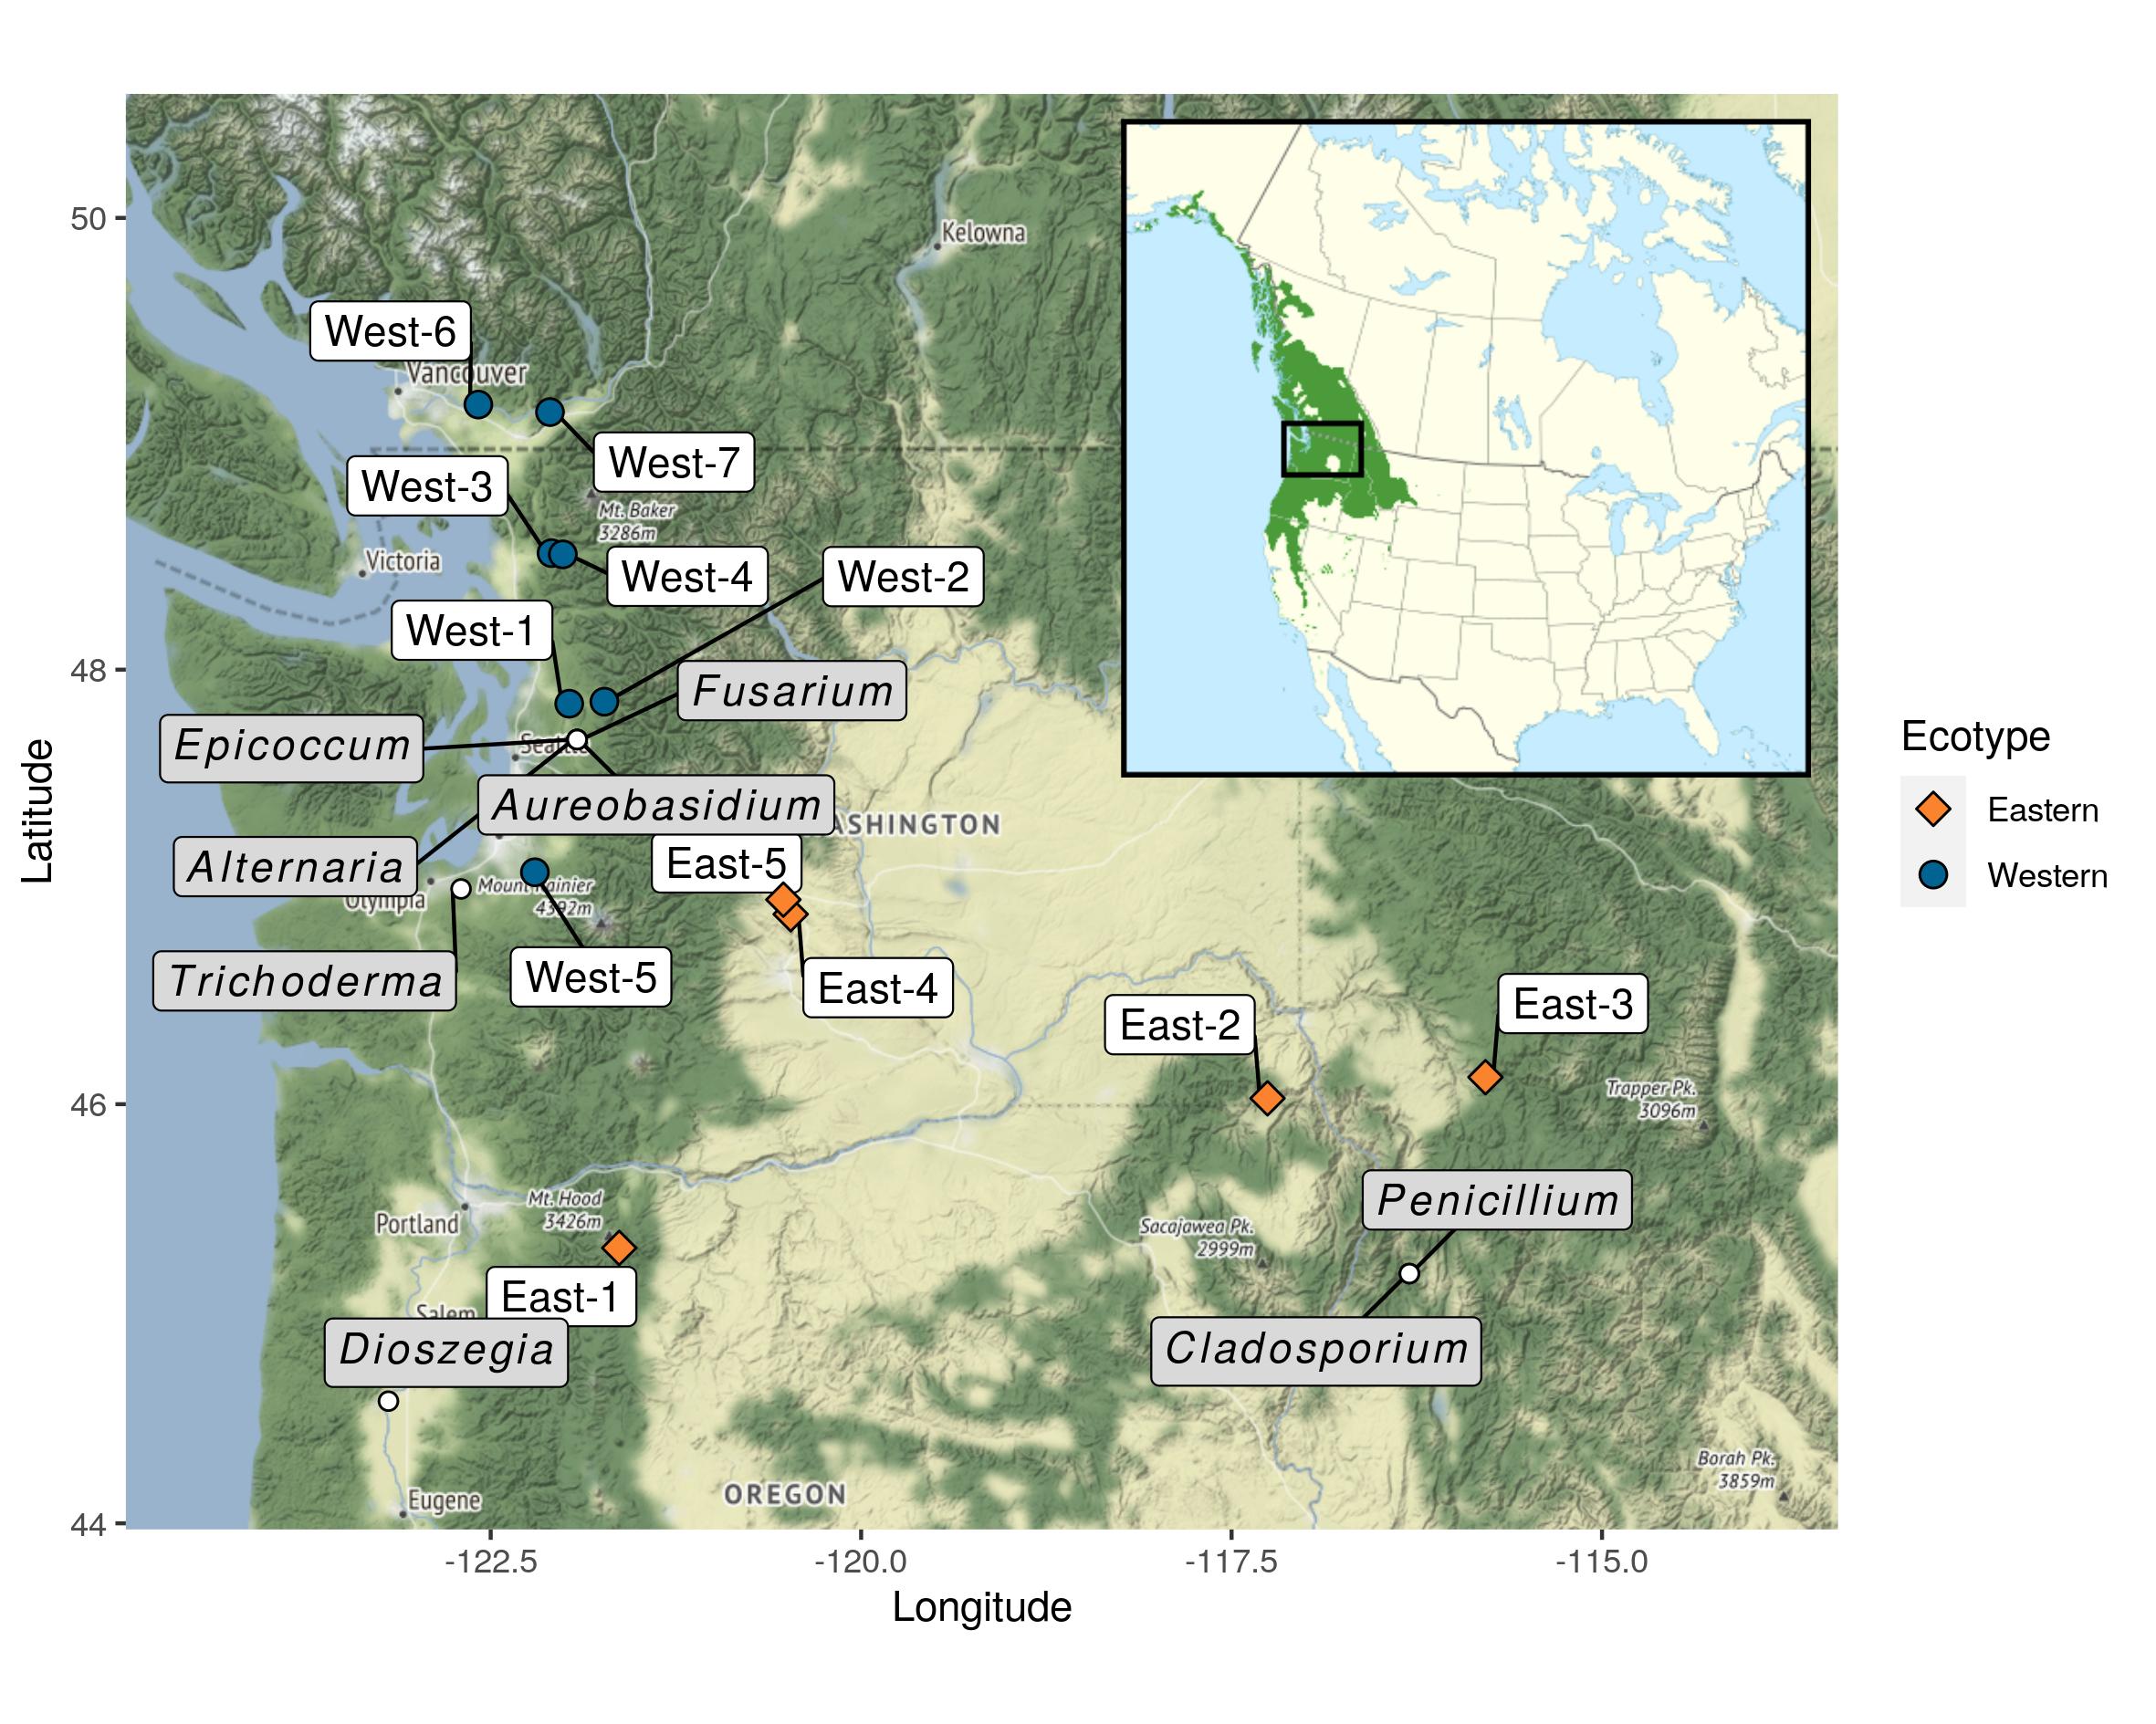 50
48
46
44
Latitude
Kelowna
West-6
Vancouver
West-7
West-3
Mt. Baker
3286m
Victoria
West-4
West-2
West-1
Fusarium
Epicoccum
Seattle
Aureobasidium
ASHINGTON
Alternaria
East-5
Olympia
Mount Rainier
4392m
Trichoderma
West-5
East-4
East-2
East-3
Trapper Pk.
3096m
Portland
Mt. Hood
3426m
Sacajawea Pk.
2999m
Penicillium
East-1
Salem
Dioszegia
Cladosporium
Borah Pk.
3859m
Eugene
OREGON
-122.5
-120.0
-117.5
-115.0
Longitude
Ecotype
Eastern
Western